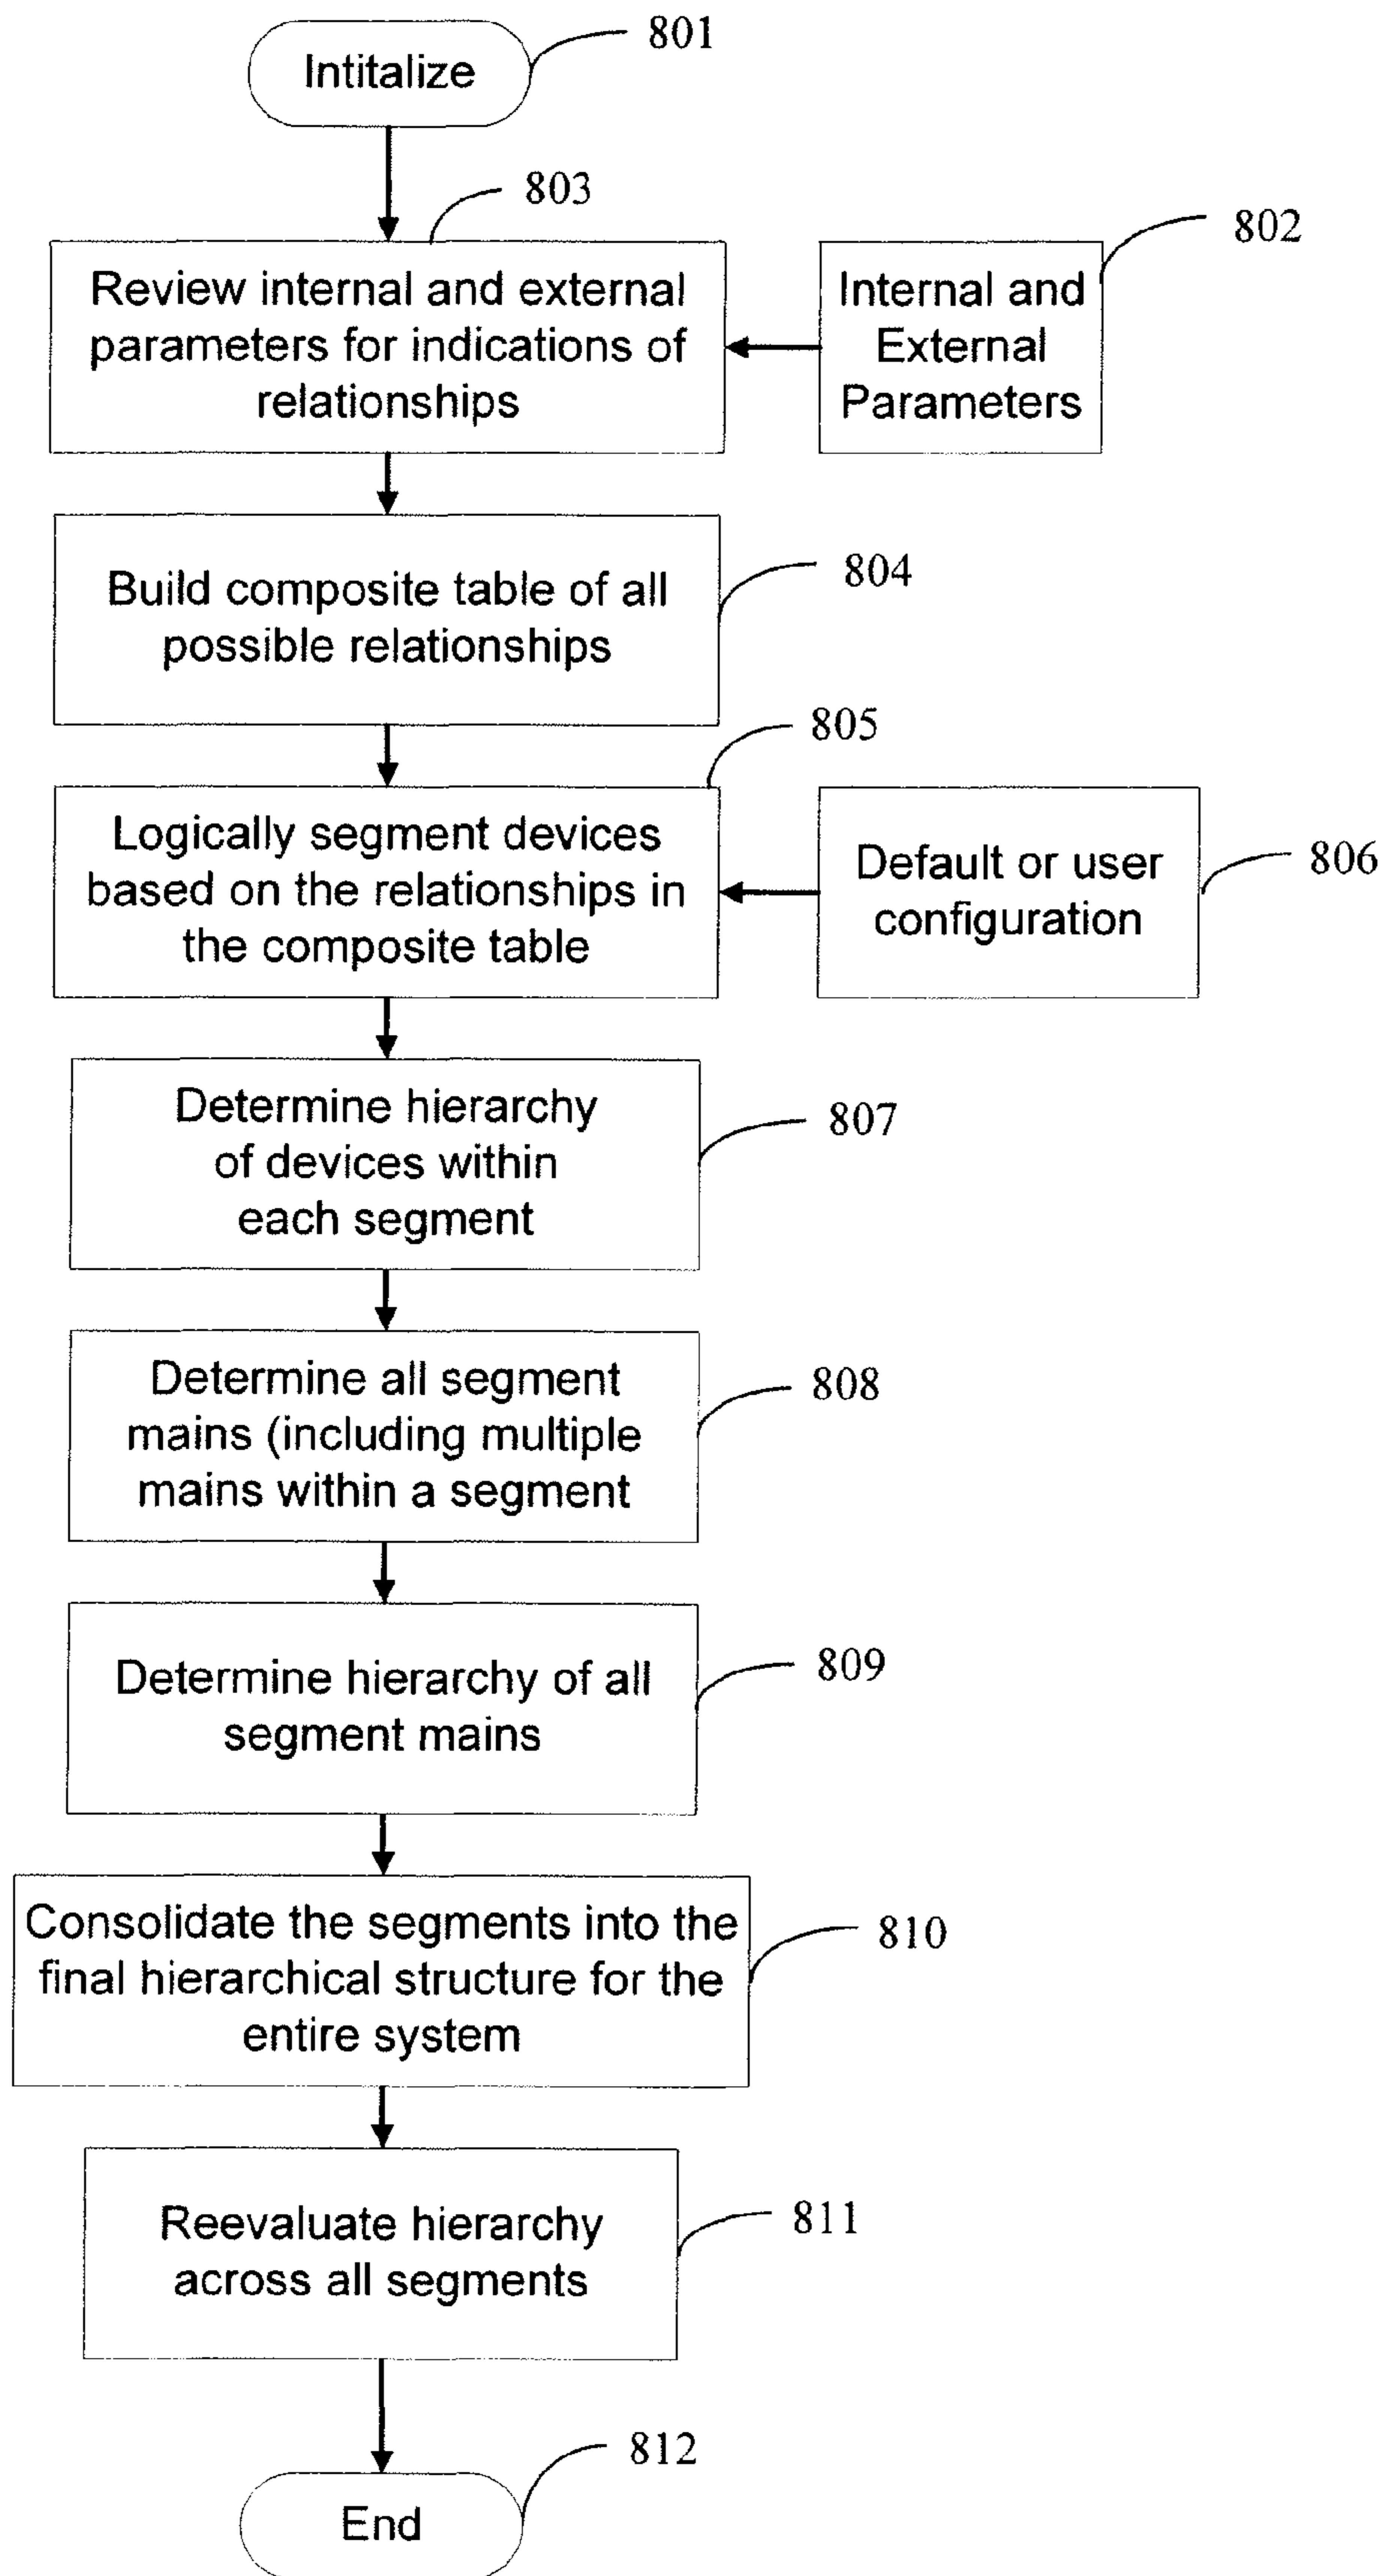 Intitalize
801
803
Review internal and external
parameters for indications of
relationships
802
Internal and
External
Parameters
Build composite table of all
possible relationships
804
805
Logically segment devices
based on the relationships in
the composite table
Default or user
configuration
806
Determine hierarchy
of devices within
each segment
807
Determine all segment
mains (including multiple
mains within a segment
808
Determine hierarchy of all
segment mains
809
Consolidate the segments into the
final hierarchical structure for the
entire system
810
Reevaluate hierarchy
across all segments
811
812
End